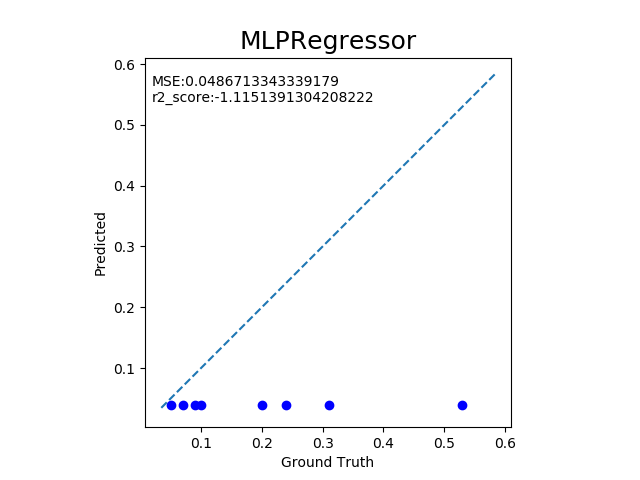 MLPRegressor
MSE:0.0486713343339179
r2_score:-1.1151391304208222
0.6
0.5
0.4
0.3
0.2
0.1
Predicted
0.1 0.2 0.3 0.4 0.5 0.6
Ground Truth